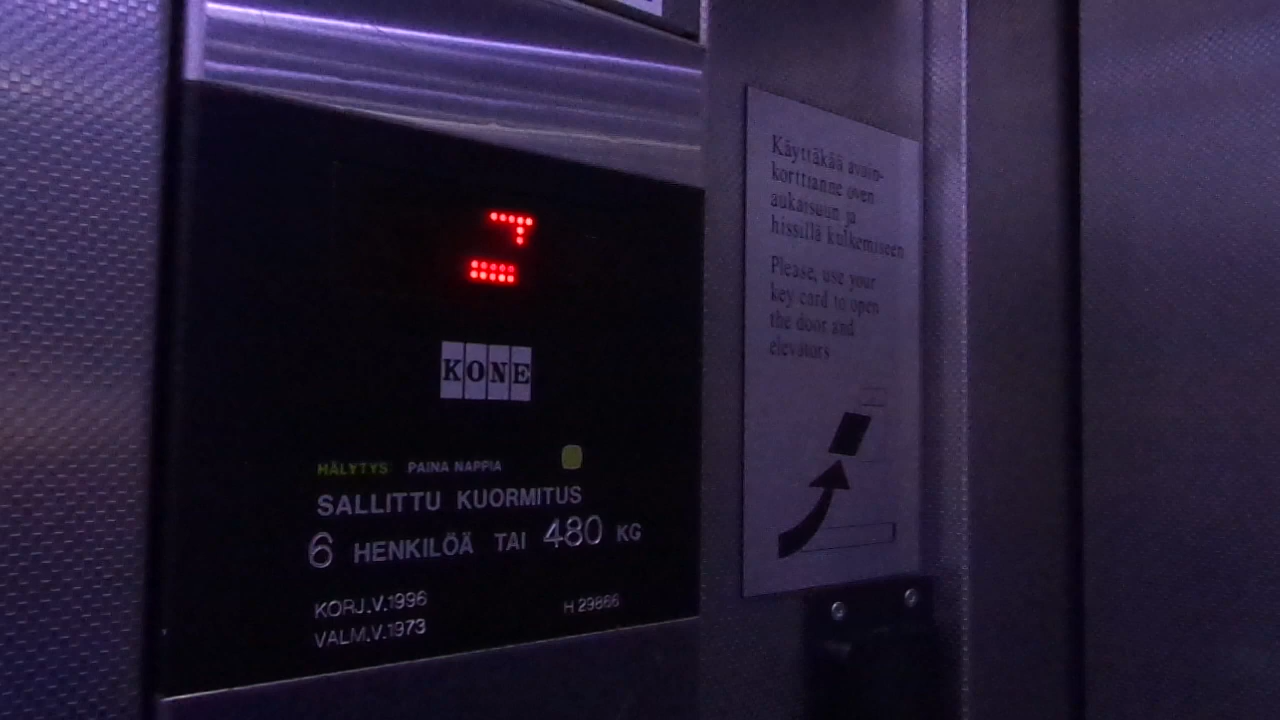 KONE
HÄLYTYS PAINA NAPPIA
SALLITTU KUORMITUS
6 HENKILÖÄ TAI 480 KG
KORJ.V.1996
VALM.V.1973
H 29866
Käyttäkää avain-
korttianne oven
aukaisuun ja
hissillä kulkemiseen
Please, use your
key card to open
the door and
elevators